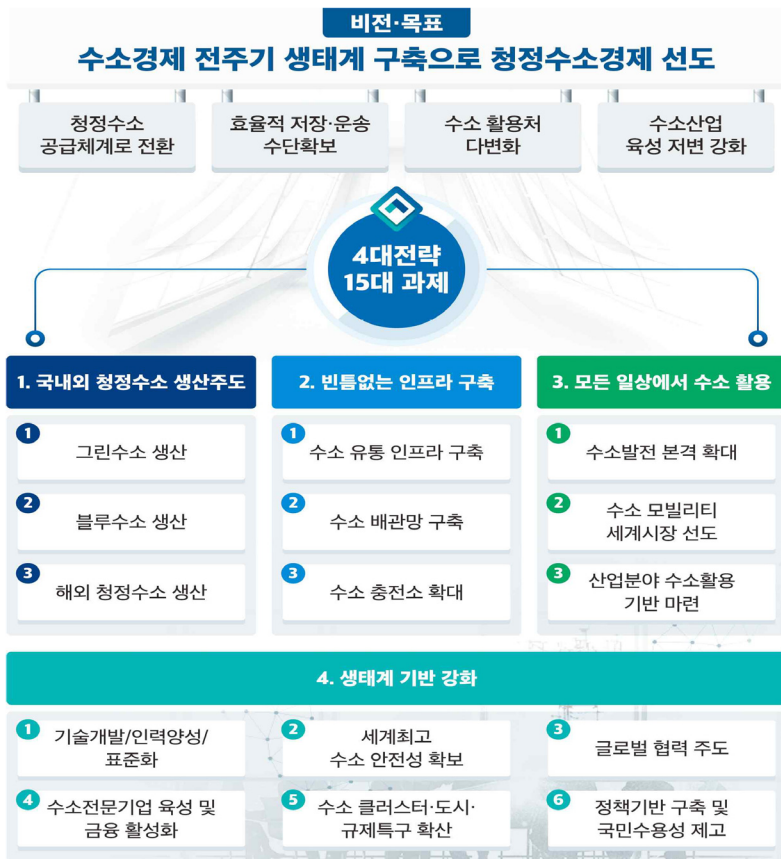 비전·목표
수소경제 전주기 생태계 구축으로 청정수소경제 선도
청정수소
공급체계로 전환
효율적 저장·운송
수단확보
수소 활용처
다변화
수소산업
육성 저변 강화
4대전략
15대 과제
1. 국내외 청정수소 생산주도
1
그린수소 생산
2
블루수소 생산
3
해외 청정수소 생산
2. 빈틈없는 인프라 구축
1
수소 유통 인프라 구축
2
수소 배관망 구축
3
수소 충전소 확대
3. 모든 일상에서 수소 활용
1
수소발전 본격 확대
2
수소 모빌리티
세계시장 선도
3
산업분야 수소활용
기반 마련
4. 생태계 기반 강화
1
기술개발/인력양성/
표준화
2
세계최고
수소 안전성 확보
3
글로벌 협력 주도
4
수소전문기업 육성 및
금융 활성화
5
수소 클러스터·도시·
규제특구 확산
6
정책기반 구축 및
국민수용성 제고